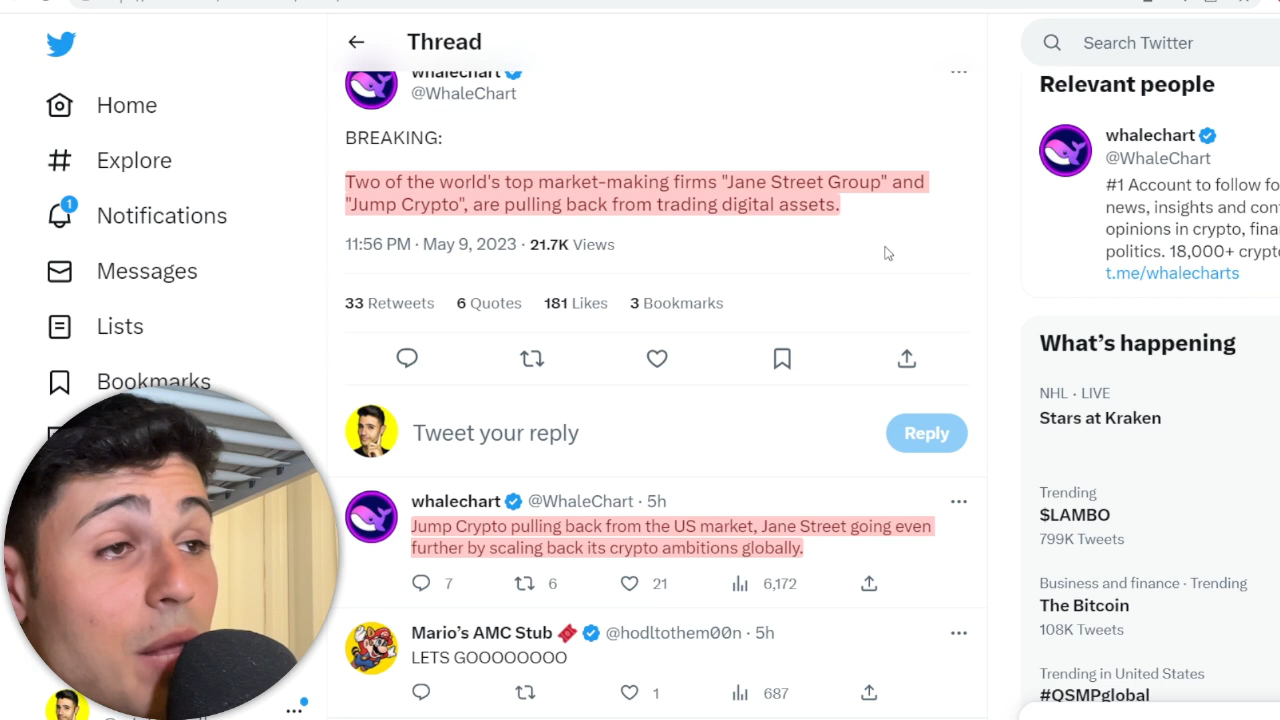 Thread
Search Twitter
Home
Explore
Notifications
1
Messages
Lists
Bookmarks
whalechart
@WhaleChart
BREAKING:
Two of the world's top market-making firms "Jane Street Group" and
"Jump Crypto", are pulling back from trading digital assets.
11:56 PM · May 9, 2023 · 21.7K Views
33 Retweets 6 Quotes 181 Likes 3 Bookmarks
Tweet your reply
Reply
whalechart @WhaleChart · 5h
Jump Crypto pulling back from the US market, Jane Street going even
further by scaling back its crypto ambitions globally.
7 6 21 6,172
Mario's AMC Stub @hodltothem00n · 5h
LETS GOOOOOOOO
1 687
Relevant people
whalechart
@WhaleChart
#1 Account to follow fo
news, insights and con
opinions in crypto, fina
politics. 18,000+ crypt
t.me/whalecharts
What's happening
NHL · LIVE
Stars at Kraken
Trending
$LAMBO
799K Tweets
Business and finance · Trending
The Bitcoin
108K Tweets
Trending in United States
#QSMPglobal